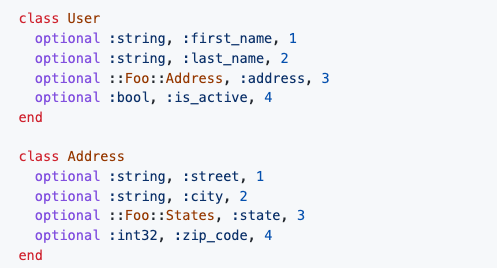 class User
  optional :string, :first_name, 1
  optional :string, :last_name, 2
  optional ::Foo::Address, :address, 3
  optional :bool, :is_active, 4
end

class Address
  optional :string, :street, 1
  optional :string, :city, 2
  optional ::Foo::States, :state, 3
  optional :int32, :zip_code, 4
end